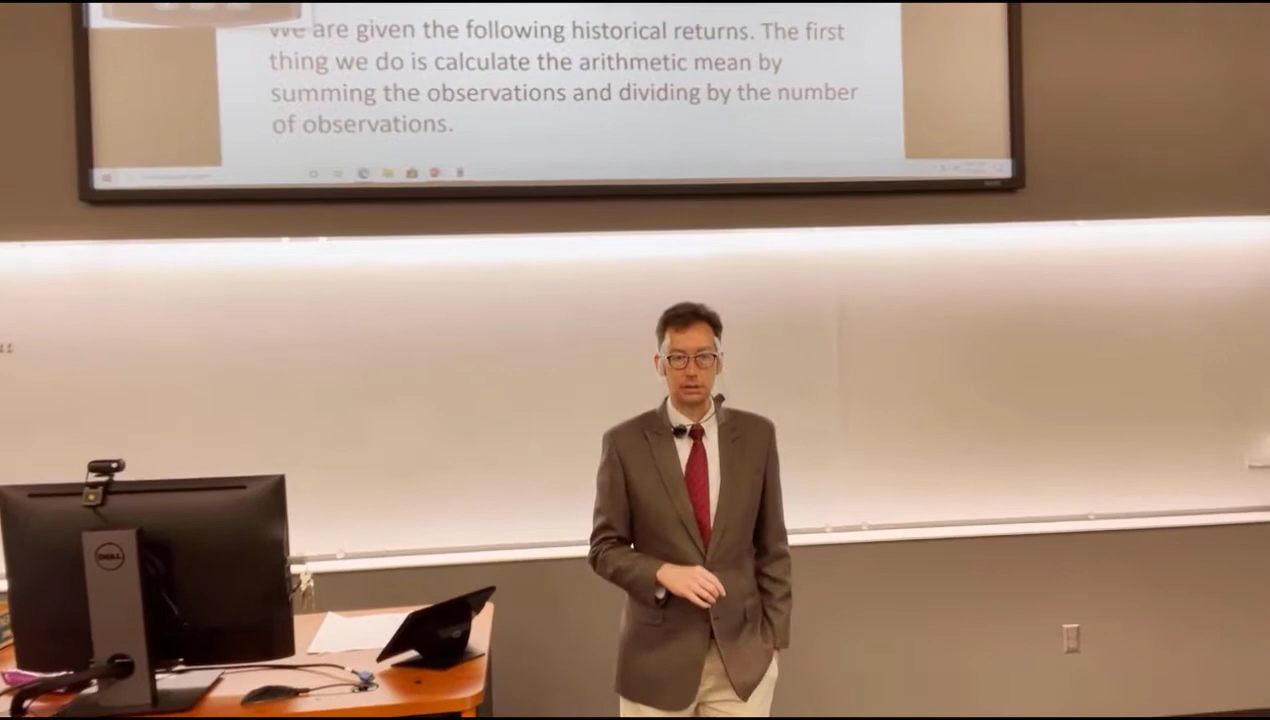 We are given the following historical returns. The first
thing we do is calculate the arithmetic mean by
summing the observations and dividing by the number
of observations.
DELL